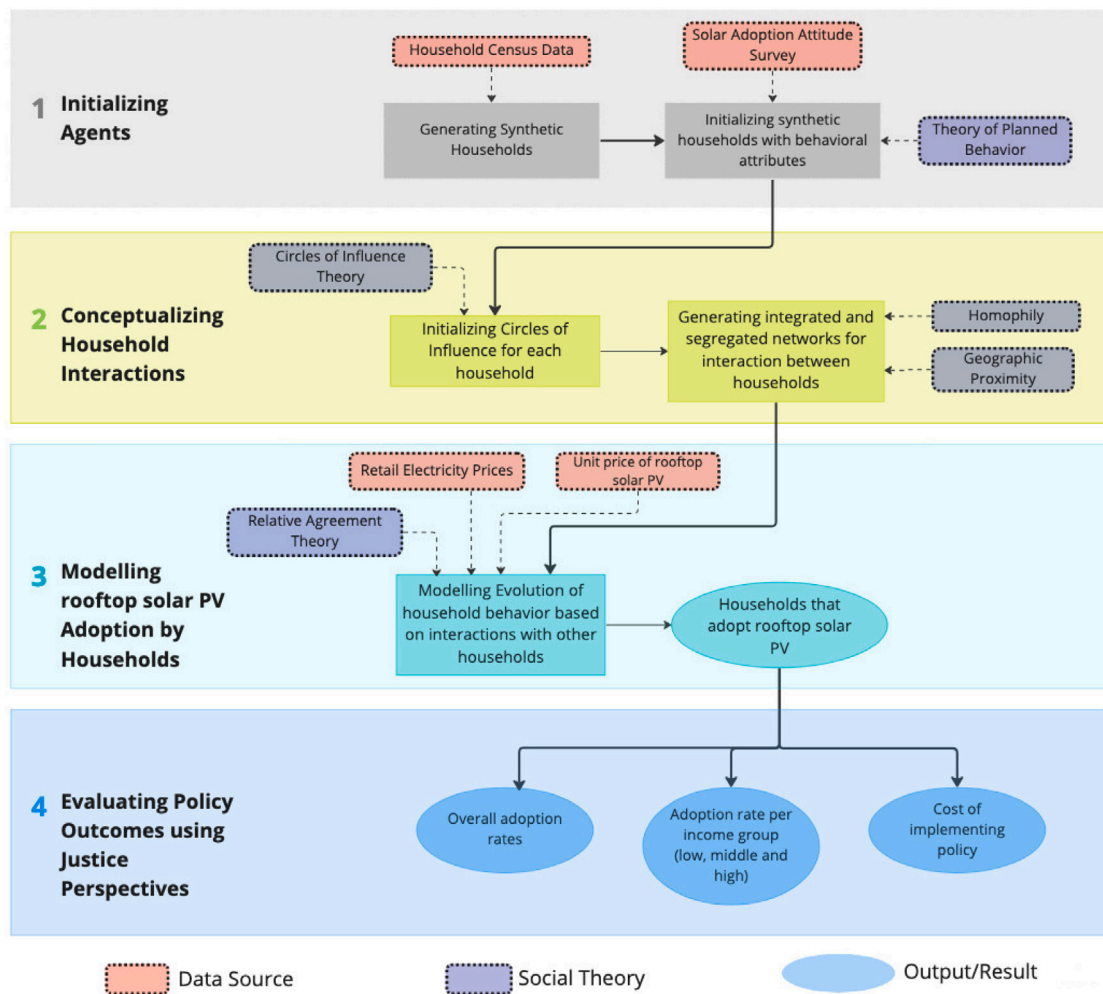 Household Census Data
Solar Adoption Attitude
Survey
1 Initializing
Agents
Generating Synthetic
Households
Initializing synthetic
households with behavioral
attributes
Theory of Planned
Behavior
Circles of Influence
Theory
2 Conceptualizing
Household
Interactions
Initializing Circles of
Influence for each
household
Generating integrated and
segregated networks for
interaction between
households
Homophily
Geographic
Proximity
Retail Electricity Prices
Unit price of rooftop
solar PV
Relative Agreement
Theory
3 Modelling
rooftop solar PV
Adoption by
Households
Modelling Evolution of
household behavior based
on interactions with other
households
Households that
adopt rooftop solar
PV
4 Evaluating Policy
Outcomes using
Justice
Perspectives
Overall adoption
rates
Adoption rate per
income group
(low, middle and
high)
Cost of
implementing
policy
Data Source
Social Theory
Output/Result